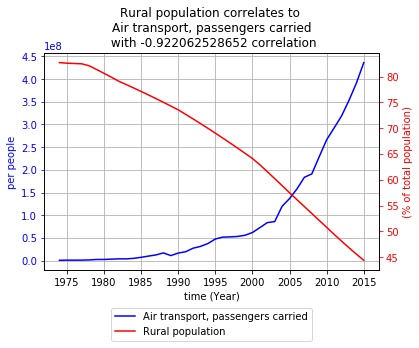 Rural population correlates to
Air transport, passengers carried
with -0.922062528652 correlation
1e8
4.5
4.0
3.5
3.0
2.5
2.0
1.5
1.0
0.5
0.0
per people
80
75
70
65
60
55
50
45
(% of total population)
1975 1980 1985 1990 1995 2000 2005 2010 2015
time (Year)
Air transport, passengers carried
Rural population